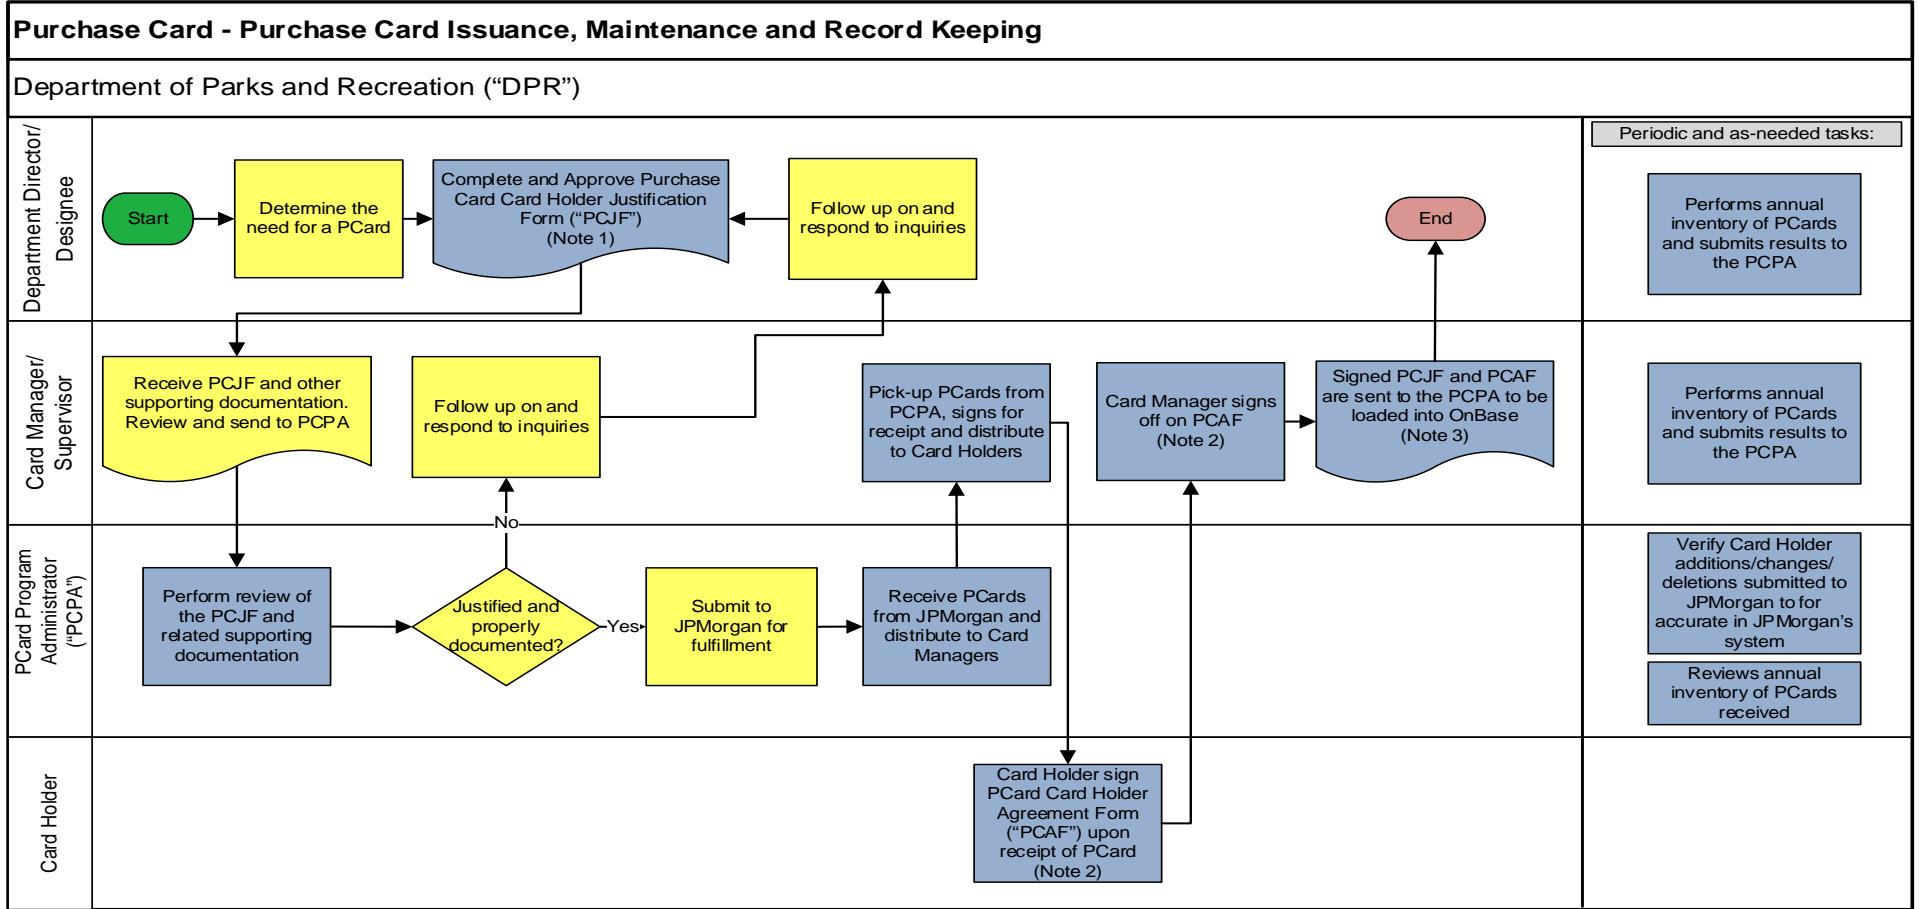 Purchase Card - Purchase Card Issuance, Maintenance and Record Keeping
Department of Parks and Recreation (“DPR”)
Department Director/
Designee
Start
Determine the
need for a PCard
Complete and Approve Purchase
Card Card Holder Justification
Form (“PCJF”)
(Note 1)
Follow up on and
respond to inquiries
End
Periodic and as-needed tasks:
Performs annual
inventory of PCards
and submits results to
the PCPA
Card Manager/
Supervisor
Receive PCJF and other
supporting documentation.
Review and send to PCPA
Follow up on and
respond to inquiries
Pick-up PCards from
PCPA, signs for
receipt and distribute
to Card Holders
Card Manager signs
off on PCAF
(Note 2)
Signed PCJF and PCAF
are sent to the PCPA to be
loaded into OnBase
(Note 3)
Performs annual
inventory of PCards
and submits results to
the PCPA
PCard Program
Administrator
(“PCPA”)
Perform review of
the PCJF and
related supporting
documentation
Justified and
properly
documented?
No
Yes
Submit to
JPMorgan for
fulfillment
Receive PCards
from JPMorgan and
distribute to Card
Managers
Verify Card Holder
additions/changes/
deletions submitted to
JPMorgan to for
accurate in JPMorgan’s
system
Reviews annual
inventory of PCards
received
Card Holder
Card Holder sign
PCard Card Holder
Agreement Form
(“PCAF”) upon
receipt of PCard
(Note 2)